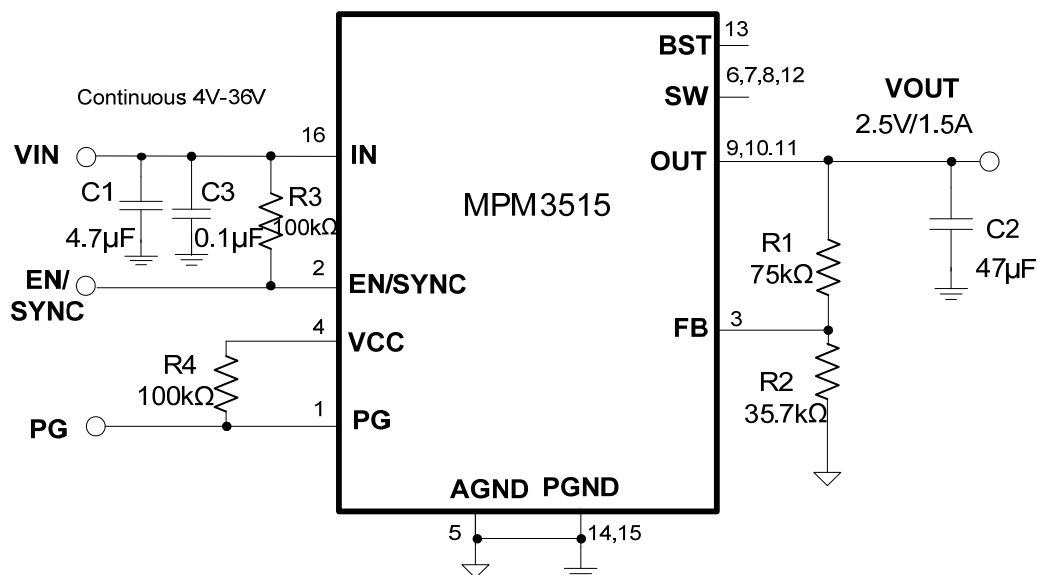 13
BST
6,7,8,12
SW
VOUT
2.5V/1.5A
Continuous 4V-36V
16
VIN
IN
9,10.11
OUT
MPM3515
C1
4.7µF
C3
0.1µF
R3
100kΩ
R1
75kΩ
C2
47µF
EN/
SYNC
2
EN/SYNC
4
VCC
3
FB
R4
100kΩ
R2
35.7kΩ
1
PG
PG
AGND
PGND
5
14,15